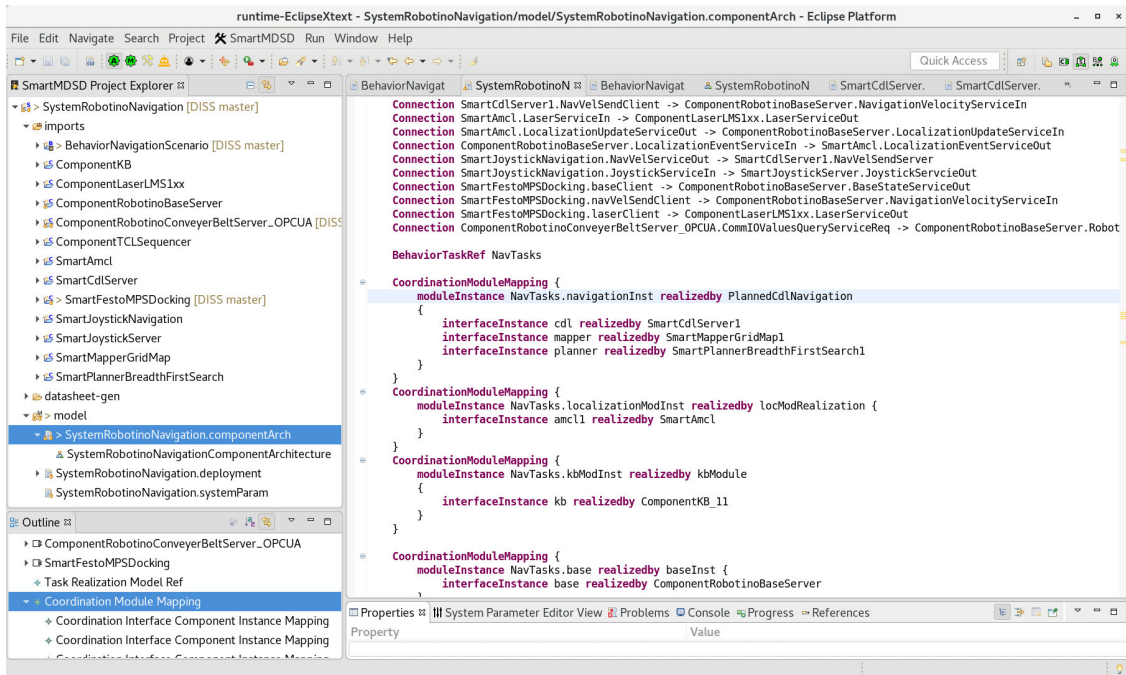 runtime-EclipseXtext - SystemRobotinoNavigation/model/SystemRobotinoNavigation.componentArch - Eclipse Platform
File Edit Navigate Search Project SmartMDSD Run Window Help
Quick Access
SmartMDSD Project Explorer
> SystemRobotinoNavigation [DISS master]
imports
> BehaviorNavigationScenario [DISS master]
ComponentKB
ComponentLaserLMS1xx
ComponentRobotinoBaseServer
ComponentRobotinoConveyerBeltServer_OPCUA [DISS
ComponentTCLSequencer
SmartAmcl
SmartCdlServer
> SmartFestoMPSDocking [DISS master]
SmartJoystickNavigation
SmartJoystickServer
SmartMapperGridMap
SmartPlannerBreadthFirstSearch
datasheet-gen
> model
> SystemRobotinoNavigation.componentArch
SystemRobotinoNavigationComponentArchitecture
SystemRobotinoNavigation.deployment
SystemRobotinoNavigation.systemParam
Outline
ComponentRobotinoConveyerBeltServer_OPCUA
SmartFestoMPSDocking
Task Realization Model Ref
Coordination Module Mapping
Coordination Interface Component Instance Mapping
Coordination Interface Component Instance Mapping
Coordination Interface Component Instance Mapping
BehaviorNavigat SystemRobotinoN BehaviorNavigat SystemRobotinoN SmartCdlServer. SmartCdlServer.
Connection SmartCdlServer1.NavVelSendClient -> ComponentRobotinoBaseServer.NavigationVelocityServiceIn
Connection SmartAmcl.LaserServiceIn -> ComponentLaserLMS1xx.LaserServiceOut
Connection SmartAmcl.LocalizationUpdateServiceOut -> ComponentRobotinoBaseServer.LocalizationUpdateServiceIn
Connection ComponentRobotinoBaseServer.LocalizationEventServiceIn -> SmartAmcl.LocalizationEventServiceOut
Connection SmartJoystickNavigation.NavVelServiceOut -> SmartCdlServer1.NavVelSendServer
Connection SmartJoystickNavigation.JoystickServiceIn -> SmartJoystickServer.JoystickServcieOut
Connection SmartFestoMPSDocking.baseClient -> ComponentRobotinoBaseServer.BaseStateServiceOut
Connection SmartFestoMPSDocking.navVelSendClient -> ComponentRobotinoBaseServer.NavigationVelocityServiceIn
Connection SmartFestoMPSDocking.laserClient -> ComponentLaserLMS1xx.LaserServiceOut
Connection ComponentRobotinoConveyerBeltServer_OPCUA.CommIOValuesQueryServiceReq -> ComponentRobotinoBaseServer.Robot
BehaviorTaskRef NavTasks
CoordinationModuleMapping {
moduleInstance NavTasks.navigationInst realizedby PlannedCdlNavigation
{
interfaceInstance cdl realizedby SmartCdlServer1
interfaceInstance mapper realizedby SmartMapperGridMap1
interfaceInstance planner realizedby SmartPlannerBreadthFirstSearch1
}
}
CoordinationModuleMapping {
moduleInstance NavTasks.localizationModInst realizedby locModRealization {
interfaceInstance amcl1 realizedby SmartAmcl
}
}
CoordinationModuleMapping {
moduleInstance NavTasks.kbModInst realizedby kbModule
{
interfaceInstance kb realizedby ComponentKB_11
}
}
CoordinationModuleMapping {
moduleInstance NavTasks.base realizedby baseInst {
interfaceInstance base realizedby ComponentRobotinoBaseServer
}
Properties System Parameter Editor View Problems Console Progress References
Property Value